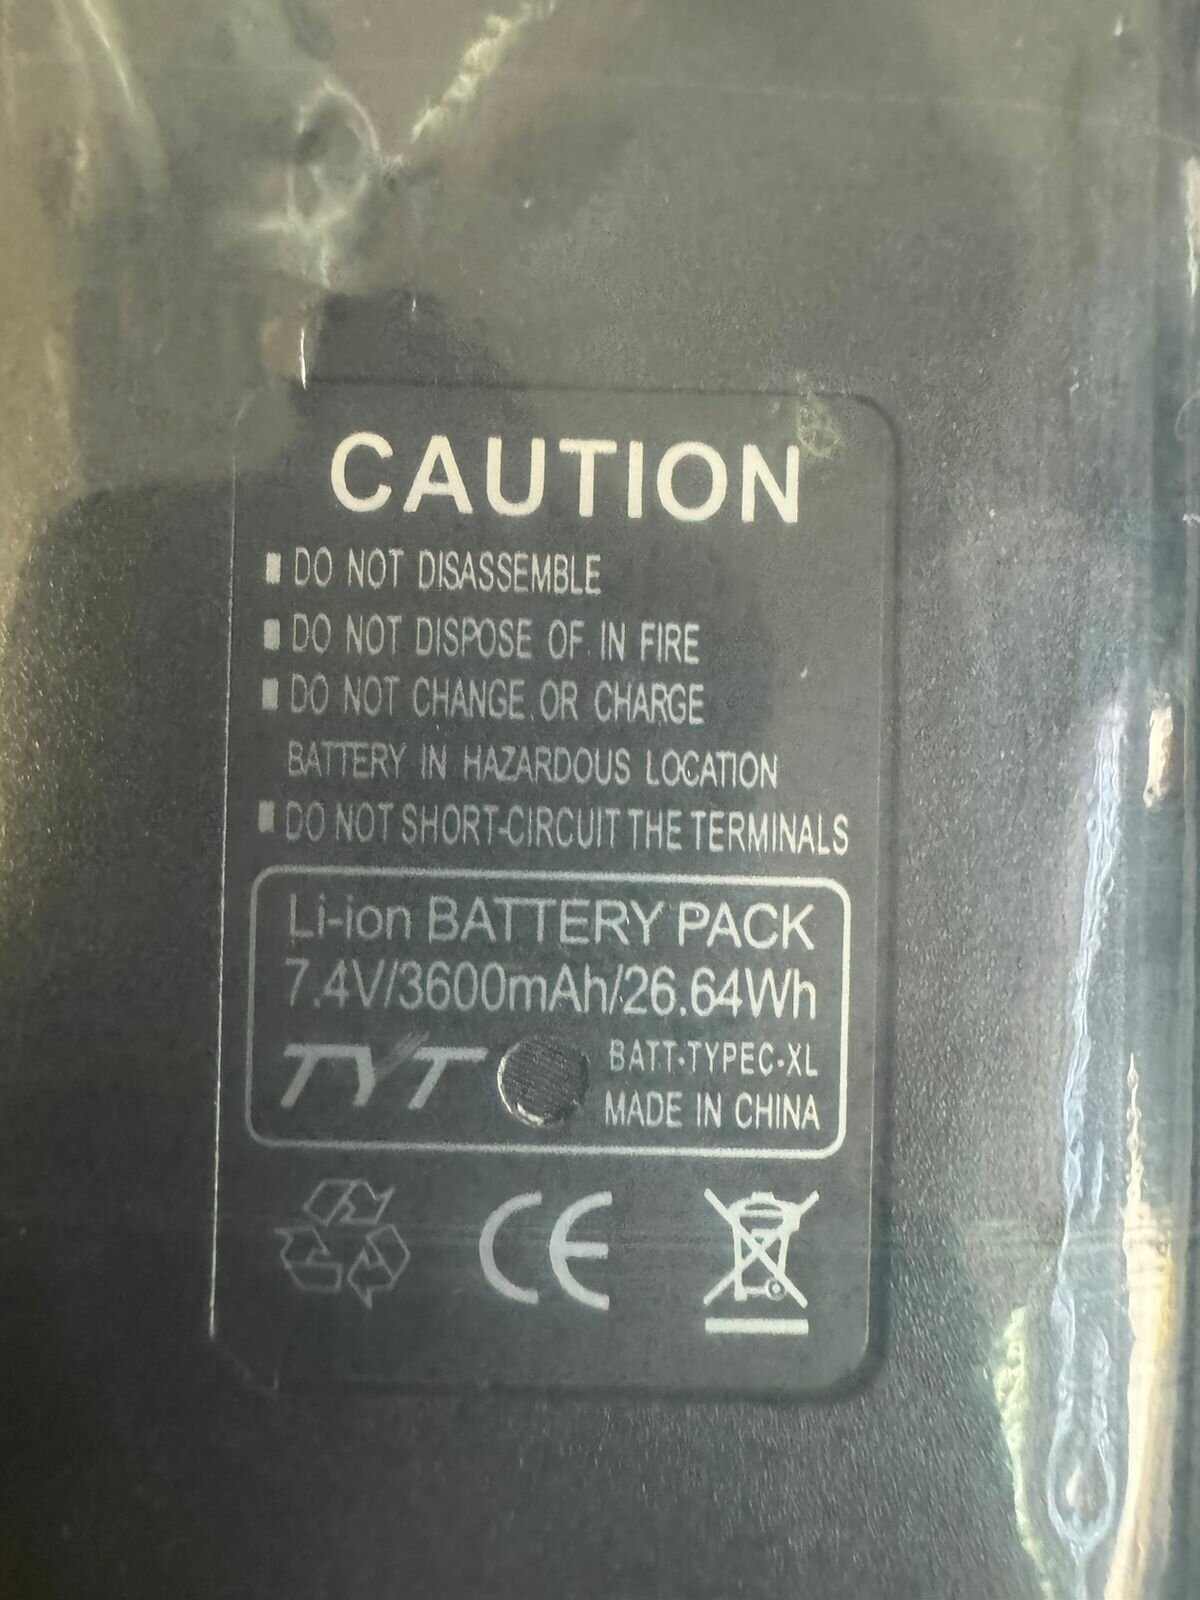 CAUTION
DO NOT DISASSEMBLE
DO NOT DISPOSE OF IN FIRE
DO NOT CHANGE OR CHARGE
BATTERY IN HAZARDOUS LOCATION
DO NOT SHORT-CIRCUIT THE TERMINALS
Li-ion BATTERY PACK
7.4V/3600mAh/26.64Wh
TYT
BATT-TYPEC-XL
MADE IN CHINA
CE